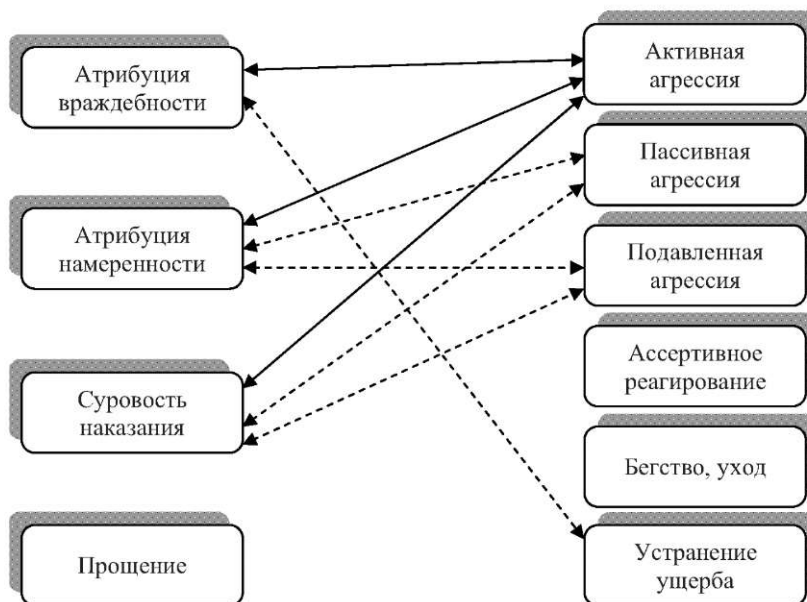 Атрибуция
враждебности
Атрибуция
намеренности
Суровость
наказания
Прощение
Активная
агрессия
Пассивная
агрессия
Подавленная
агрессия
Ассертивное
реагирование
Бегство, уход
Устранение
ущерба